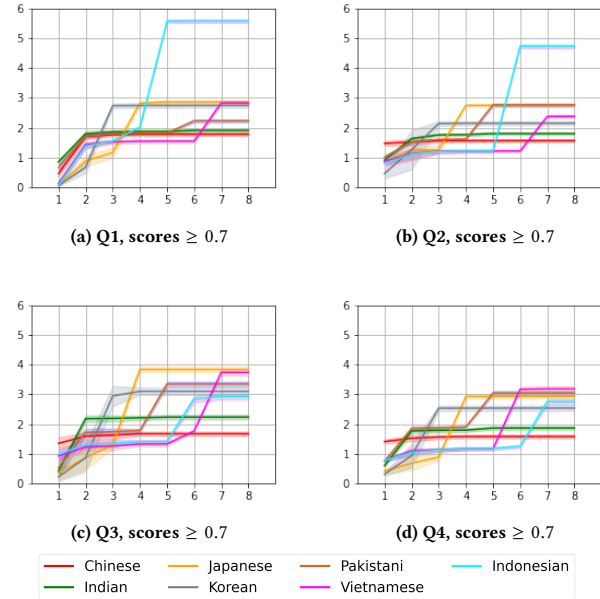 6
5
4
3
2
1
0
1 2 3 4 5 6 7 8
(a) Q1, scores ≥ 0.7
6
5
4
3
2
1
0
1 2 3 4 5 6 7 8
(b) Q2, scores ≥ 0.7
6
5
4
3
2
1
0
1 2 3 4 5 6 7 8
(c) Q3, scores ≥ 0.7
6
5
4
3
2
1
0
1 2 3 4 5 6 7 8
(d) Q4, scores ≥ 0.7
Chinese Japanese Pakistani Indonesian
Indian Korean Vietnamese